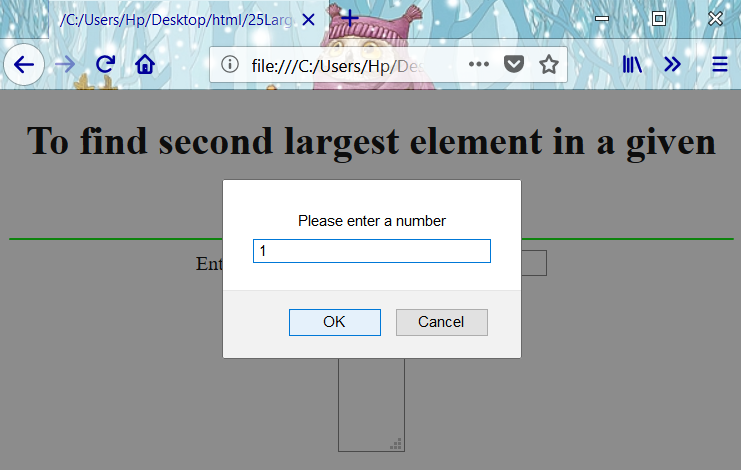 /C:/Users/Hp/Desktop/html/25Larg
file:///C:/Users/Hp/Des
To find second largest element in a given
Please enter a number
Ent
1
OK
Cancel